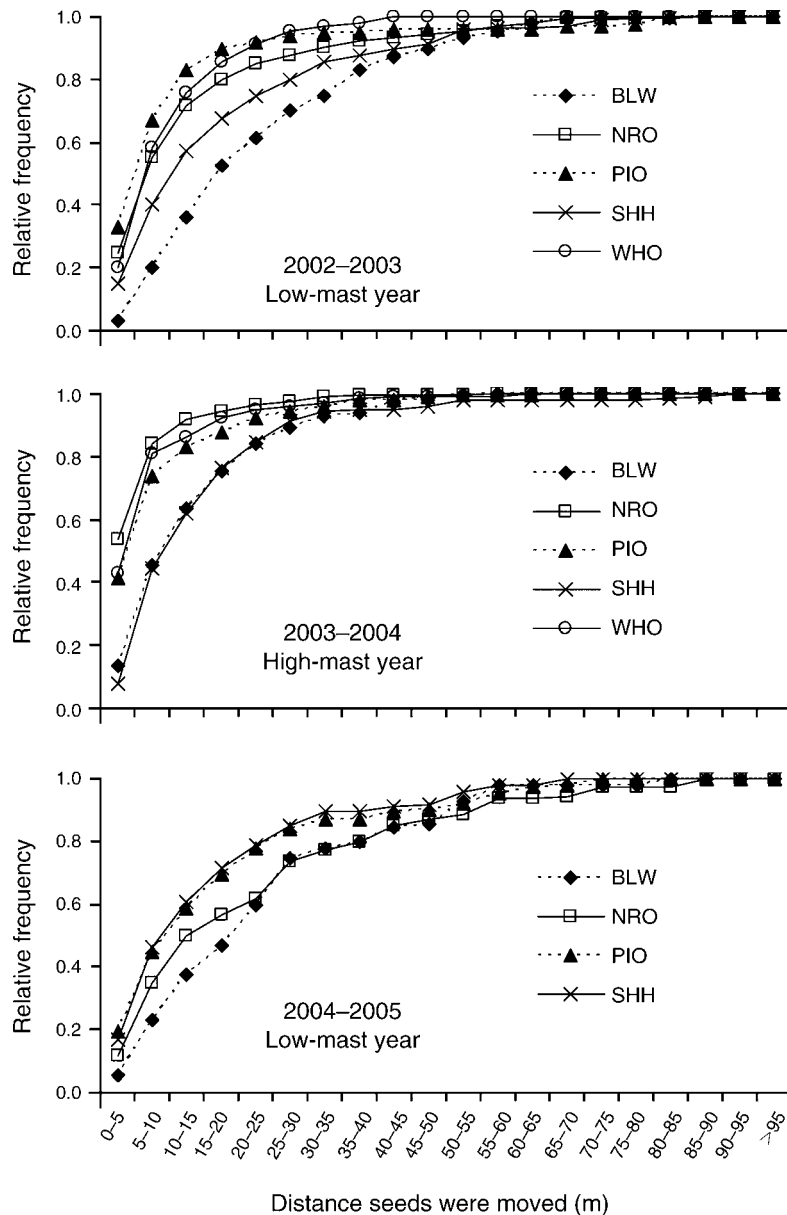 1.0
0.8
0.6
0.4
0.2
0.0
Relative frequency
BLW
NRO
PIO
SHH
WHO
2002–2003
Low-mast year
1.0
0.8
0.6
0.4
0.2
0.0
Relative frequency
BLW
NRO
PIO
SHH
WHO
2003–2004
High-mast year
1.0
0.8
0.6
0.4
0.2
0.0
Relative frequency
BLW
NRO
PIO
SHH
2004–2005
Low-mast year
0–5
5–10
10–15
15–20
20–25
25–30
30–35
35–40
40–45
45–50
50–55
55–60
60–65
65–70
70–75
75–80
80–85
85–90
90–95
>95
Distance seeds were moved (m)